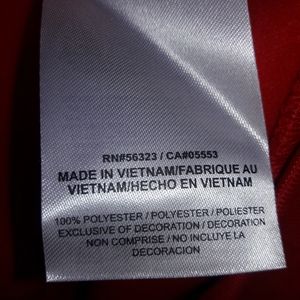 RN#56323 / CA#05553
MADE IN VIETNAM/FABRIQUE AU
VIETNAM/HECHO EN VIETNAM
100% POLYESTER / POLYESTER / POLIESTER
EXCLUSIVE OF DECORATION / DECORATION
NON COMPRISE / NO INCLUYE LA
DECORACION